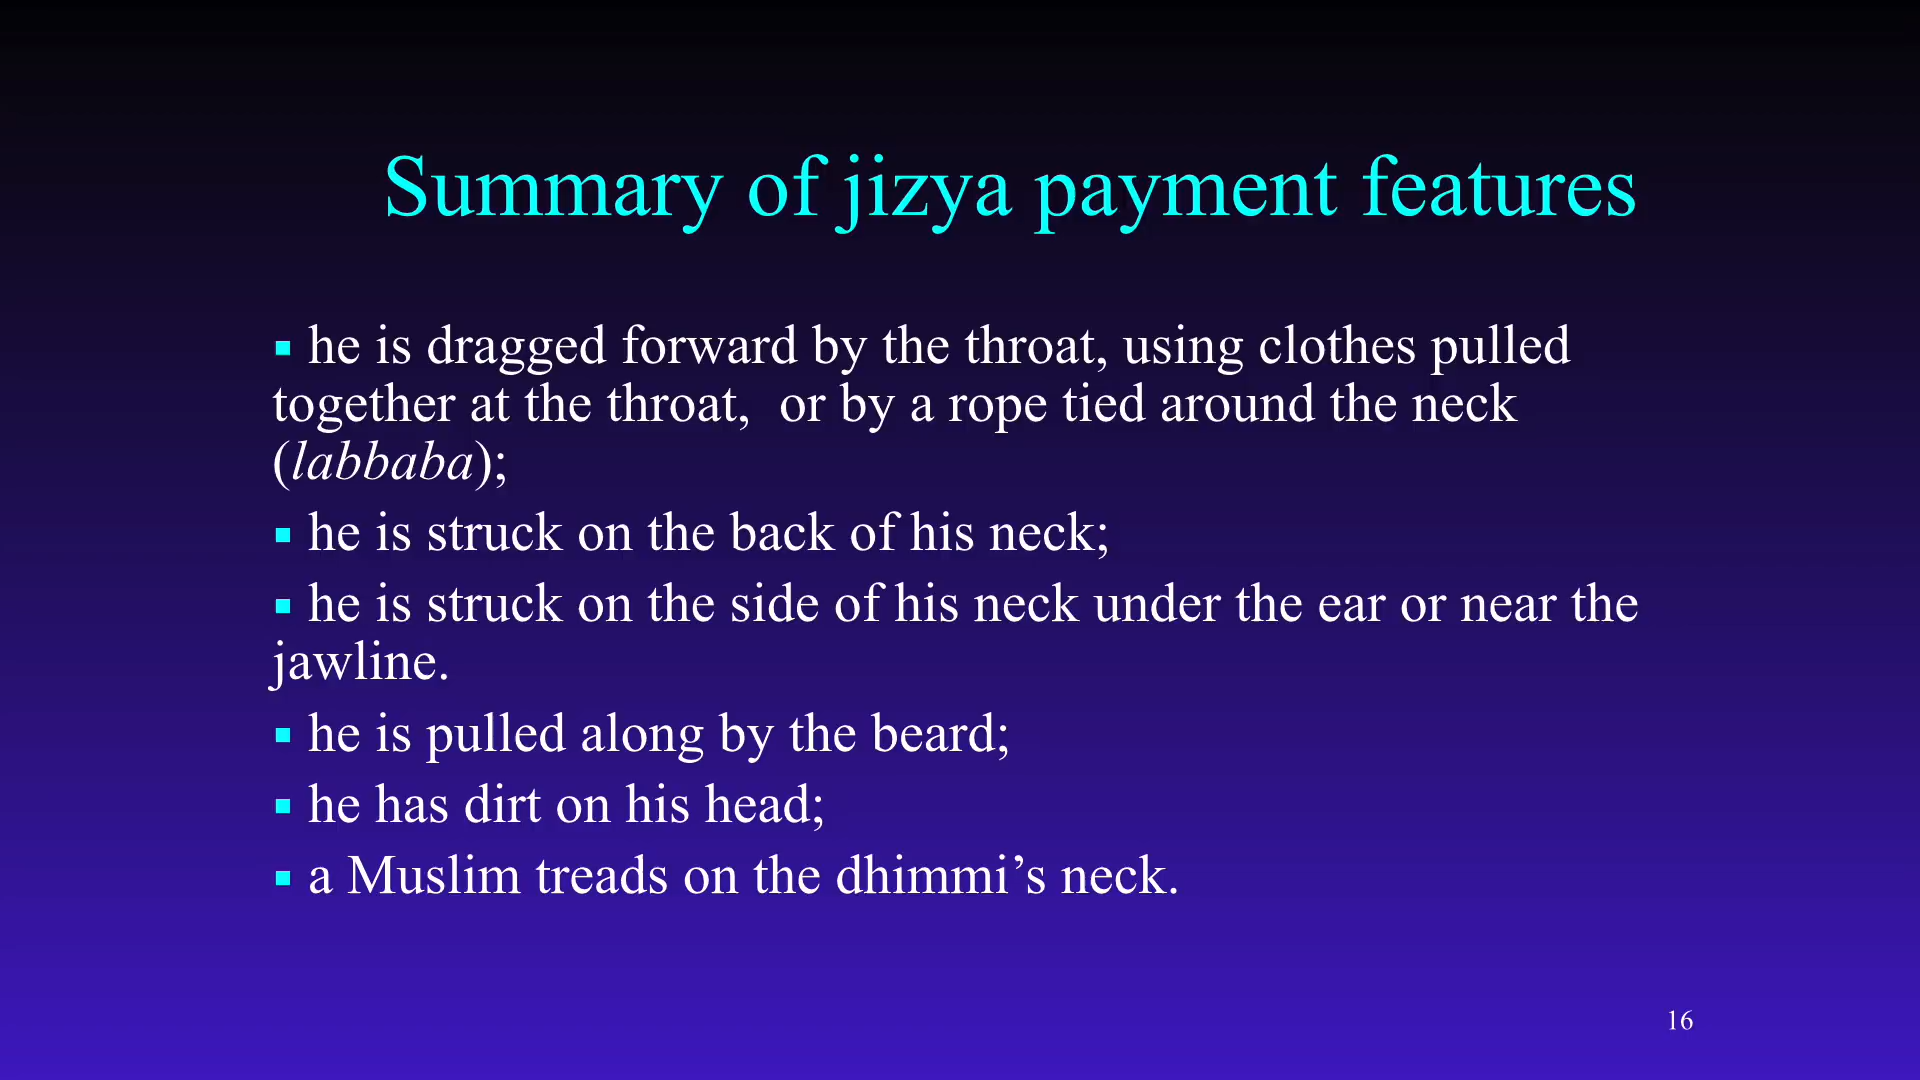 Summary of jizya payment features
▪ he is dragged forward by the throat, using clothes pulled
together at the throat,  or by a rope tied around the neck
(labbaba);
▪ he is struck on the back of his neck;
▪ he is struck on the side of his neck under the ear or near the
jawline.
▪ he is pulled along by the beard;
▪ he has dirt on his head;
▪ a Muslim treads on the dhimmi’s neck.
16